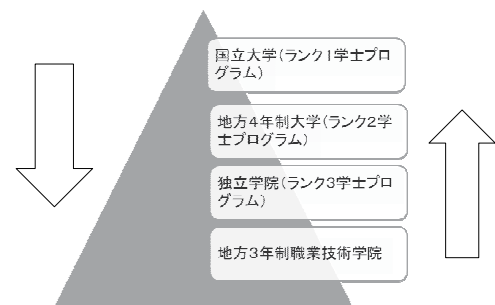 国立大学(ランク1学士プロ
グラム)
地方4年制大学(ランク2学
士プログラム)
独立学院(ランク3学士プロ
グラム)
地方3年制職業技術学院